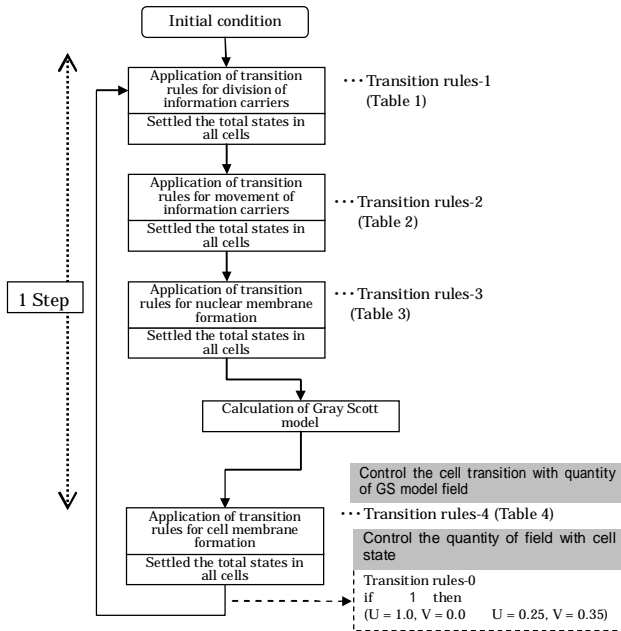 Initial condition
Application of transition
rules for division of
information carriers
Settled the total states in
all cells
···Transition rules-1
(Table 1)
Application of transition
rules for movement of
information carriers
Settled the total states in
all cells
···Transition rules-2
(Table 2)
1 Step
Application of transition
rules for nuclear membrane
formation
Settled the total states in
all cells
···Transition rules-3
(Table 3)
Calculation of Gray Scott
model
Control the cell transition with quantity
of GS model field
Application of transition
rules for cell membrane
formation
Settled the total states in
all cells
···Transition rules-4 (Table 4)
Control the quantity of field with cell
state
Transition rules-0
if 1 then
(U = 1.0, V = 0.0 U = 0.25, V = 0.35)